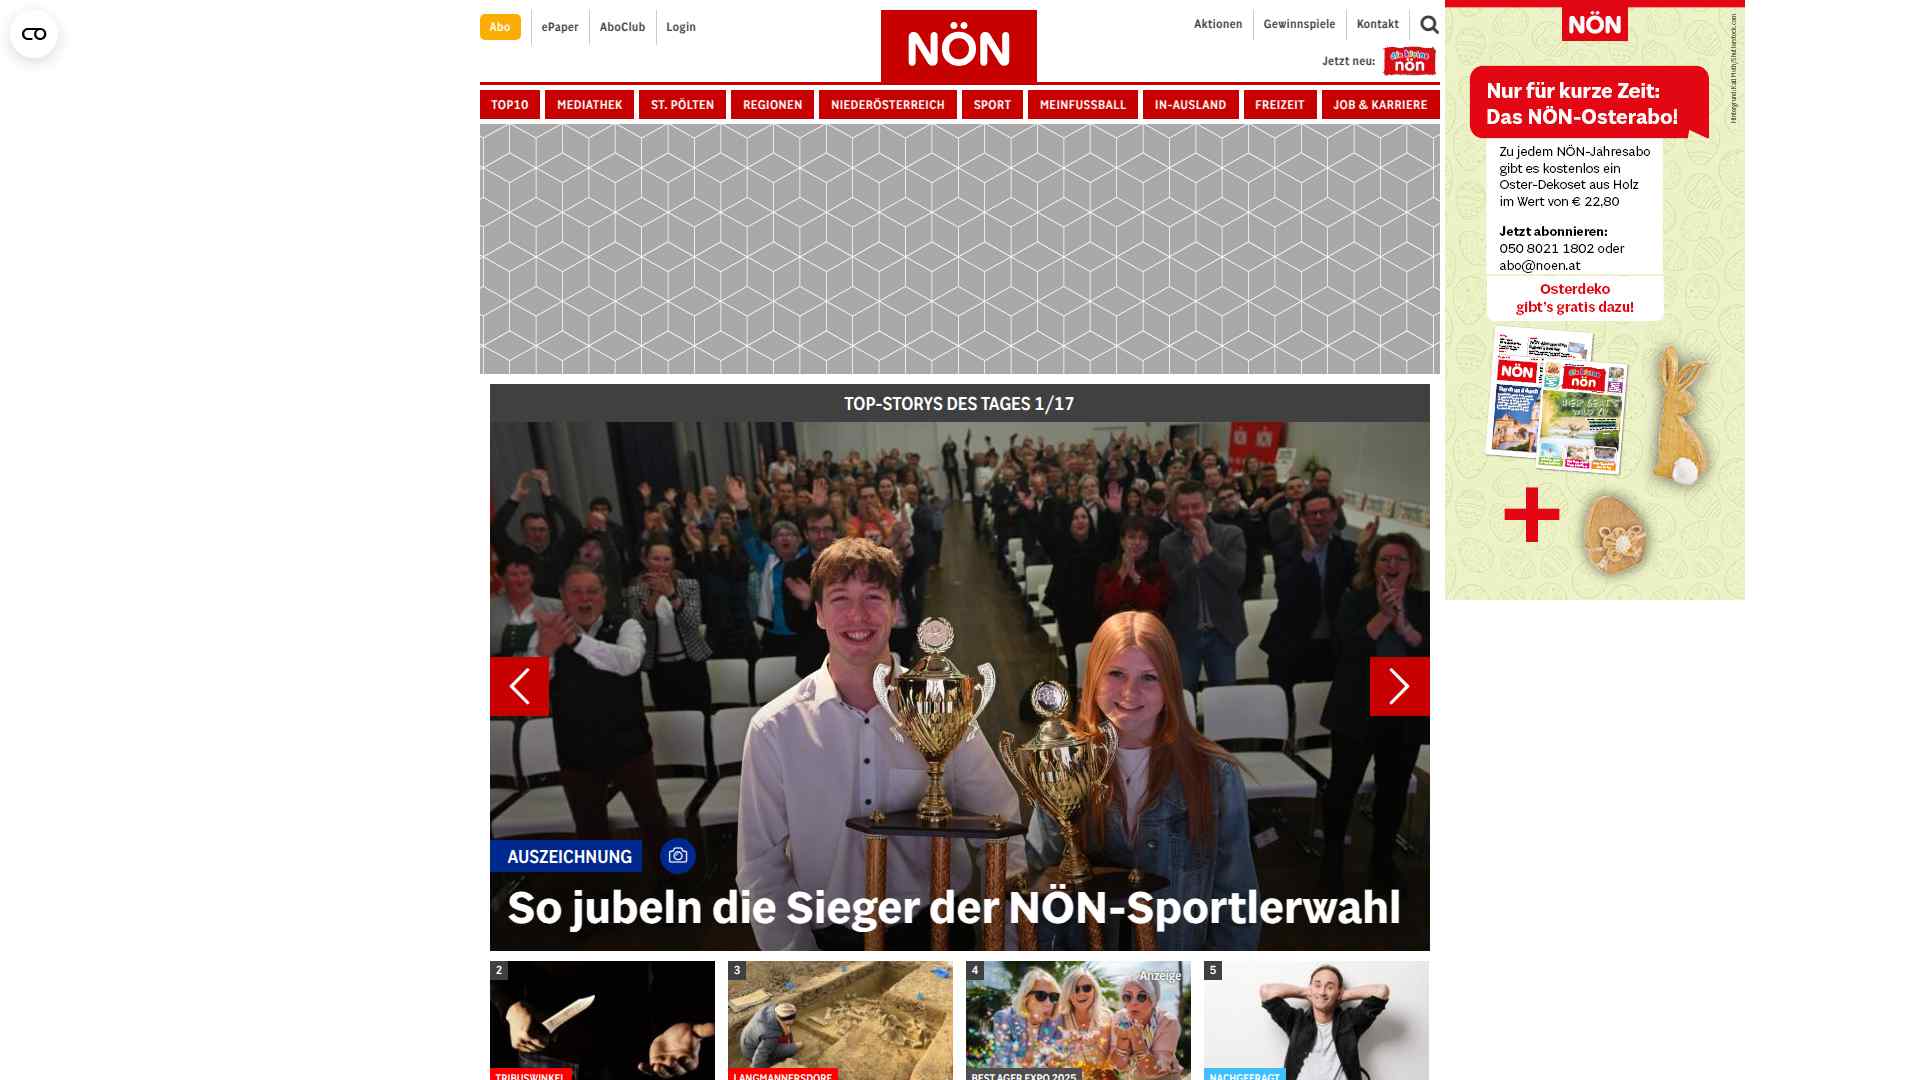 Abo
ePaper
AboClub
Login
NÖN
Aktionen
Gewinnspiele
Kontakt
Jetzt neu:
die kleine
nön
TOP10
MEDIATHEK
ST. PÖLTEN
REGIONEN
NIEDERÖSTERREICH
SPORT
MEINFUSSBALL
IN-AUSLAND
FREIZEIT
JOB & KARRIERE
TOP-STORYS DES TAGES 1/17
AUSZEICHNUNG
So jubeln die Sieger der NÖN-Sportlerwahl
2
TRIBUSWINKEL
3
LANGMANNERSDORF
4
Anzeige
BEST AGER EXPO 2025
5
NACHGEFRAGT
NÖN
Nur für kurze Zeit:
Das NÖN-Osterabo!
Zu jedem NÖN-Jahresabo
gibt es kostenlos ein
Oster-Dekoset aus Holz
im Wert von € 22,80
Jetzt abonnieren:
050 8021 1802 oder
abo@noen.at
Osterdeko
gibt's gratis dazu!
NÖN
die kleine
nön